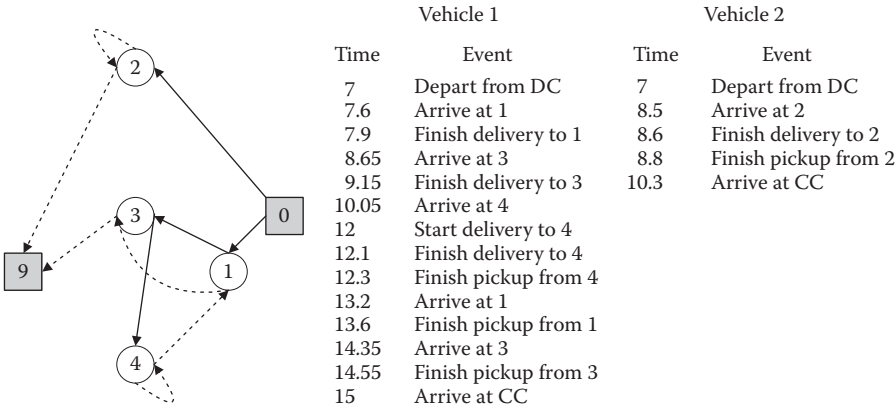 Vehicle 1 Vehicle 2
Time Event Time Event
7 Depart from DC 7 Depart from DC
7.6 Arrive at 1 8.5 Arrive at 2
7.9 Finish delivery to 1 8.6 Finish delivery to 2
8.65 Arrive at 3 8.8 Finish pickup from 2
9.15 Finish delivery to 3 10.3 Arrive at CC
10.05 Arrive at 4
12 Start delivery to 4
12.1 Finish delivery to 4
12.3 Finish pickup from 4
13.2 Arrive at 1
13.6 Finish pickup from 1
14.35 Arrive at 3
14.55 Finish pickup from 3
15 Arrive at CC
2
3
0
9
1
4